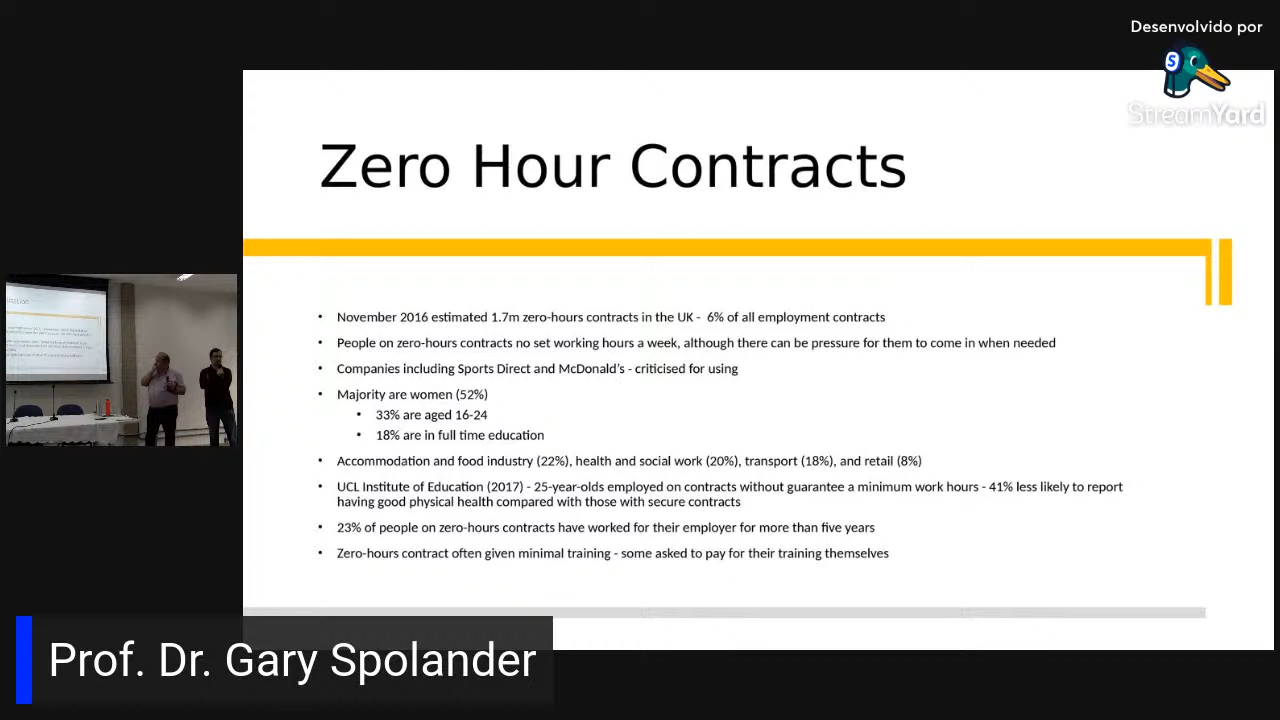 Desenvolvido por
StreamYard
Zero Hour Contracts
• November 2016 estimated 1.7m zero-hours contracts in the UK - 6% of all employment contracts
• People on zero-hours contracts no set working hours a week, although there can be pressure for them to come in when needed
• Companies including Sports Direct and McDonald's - criticised for using
• Majority are women (52%)
• 33% are aged 16-24
• 18% are in full time education
• Accommodation and food industry (22%), health and social work (20%), transport (18%), and retail (8%)
• UCL Institute of Education (2017) - 25-year-olds employed on contracts without guarantee a minimum work hours - 41% less likely to report
having good physical health compared with those with secure contracts
• 23% of people on zero-hours contracts have worked for their employer for more than five years
• Zero-hours contract often given minimal training - some asked to pay for their training themselves
Prof. Dr. Gary Spolander